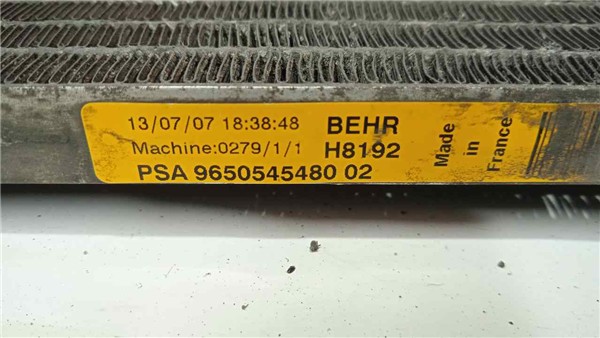 13/07/07 18:38:48 BEHR
Machine:0279/1/1 H8192
PSA 9650545480 02
Made
in
France